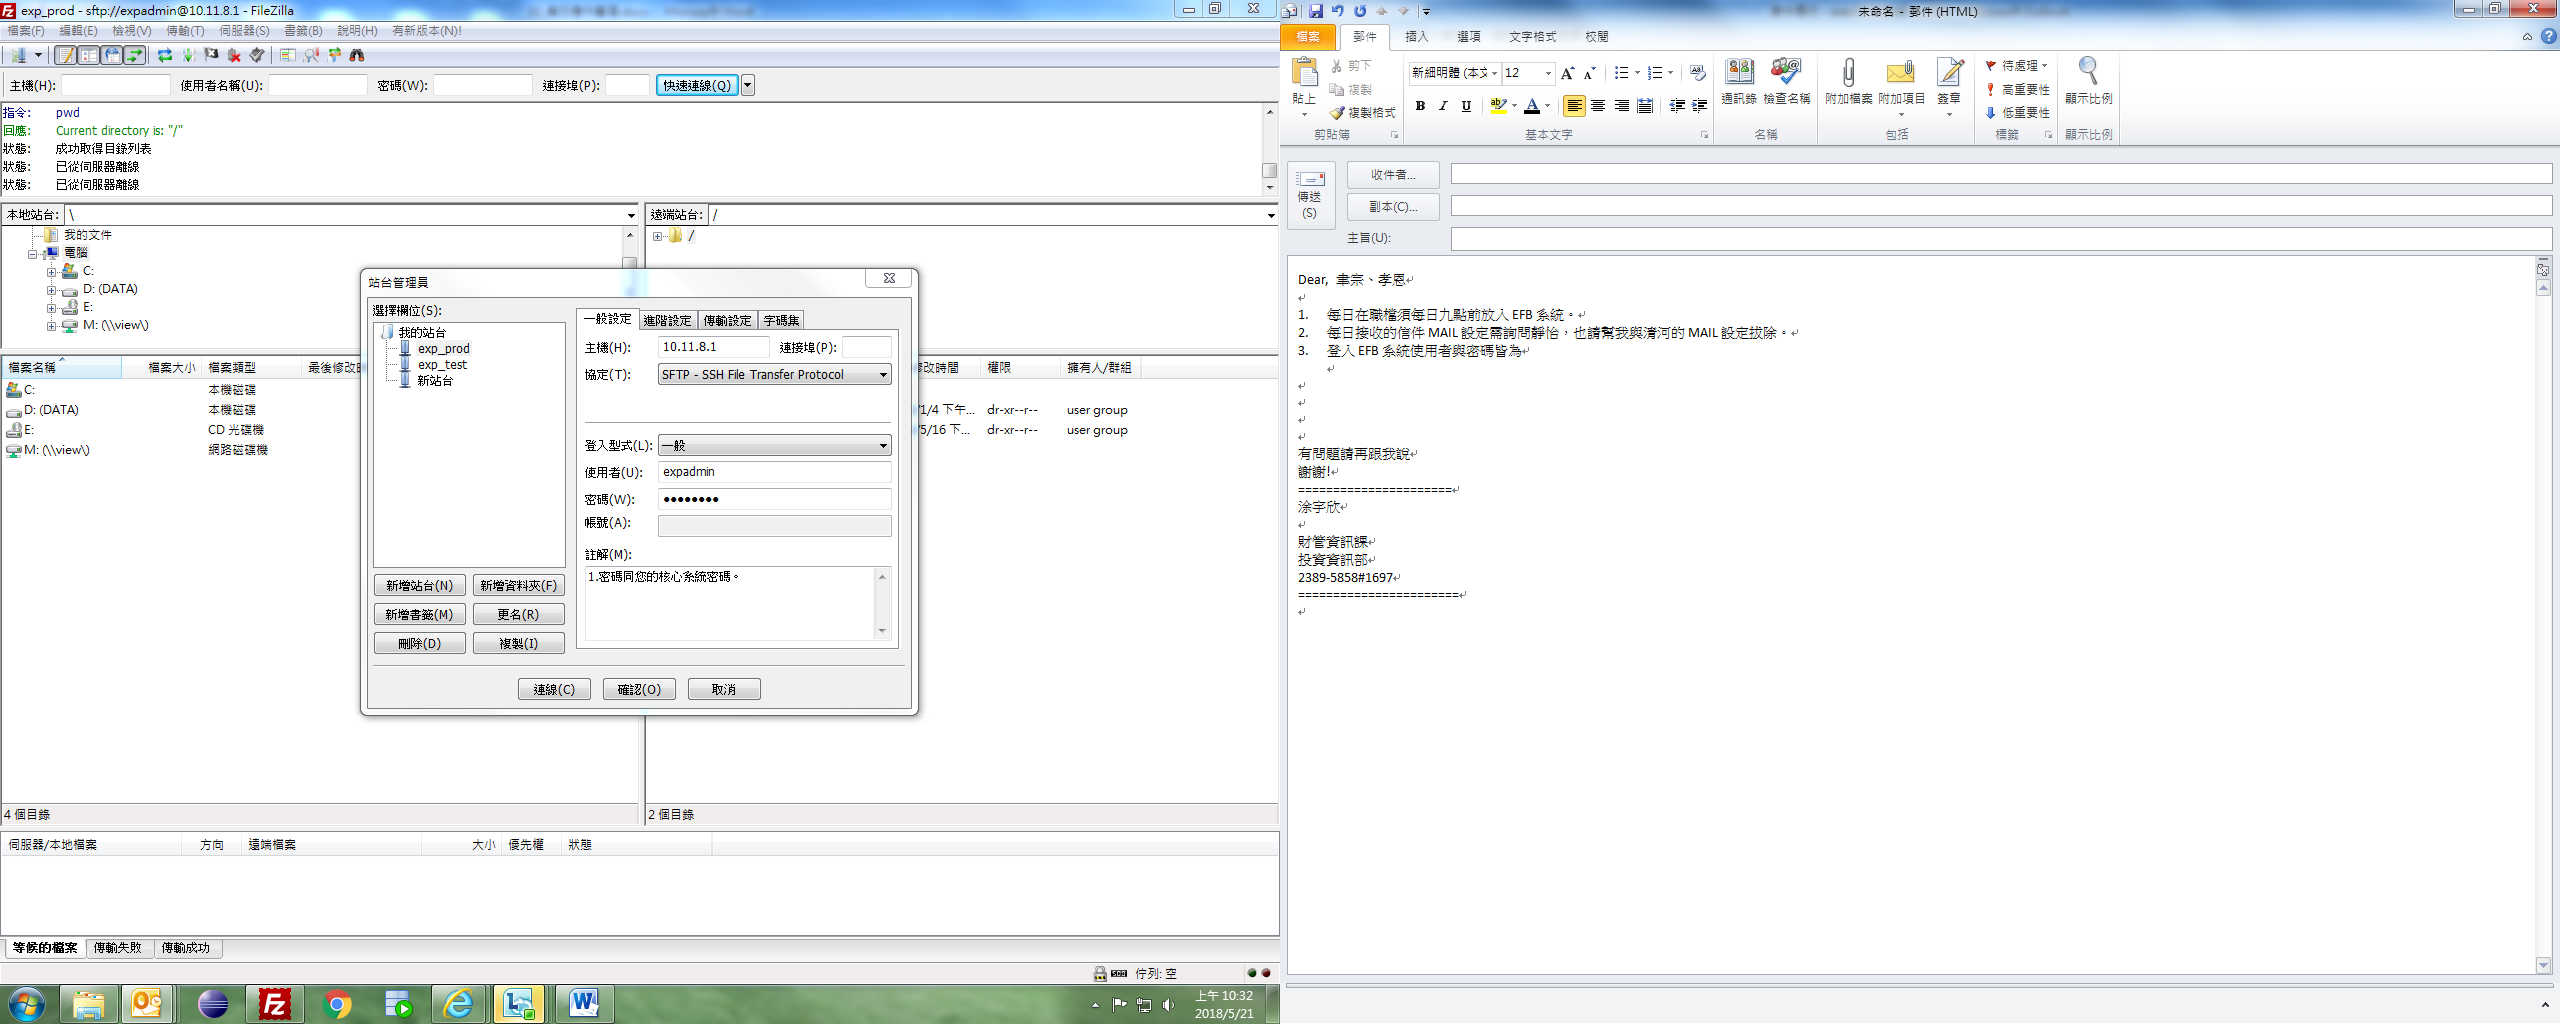 exp_prod - sftp://expadmin@10.11.8.1 - FileZilla
檔案(F) 編輯(E) 檢視(V) 傳輸(T) 伺服器(S) 書籤(B) 說明(H) 有新版本(N)!
主機(H): 使用者名稱(U): 密碼(W): 連接埠(P): 快速連線(Q)
指令: pwd
回應: Current directory is: "/"
狀態: 成功取得目錄列表
狀態: 已從伺服器離線
狀態: 已從伺服器離線
本地站台: \
我的文件
電腦
C:
D: (DATA)
E:
M: (\\view\)
遠端站台: /
/
檔案名稱 檔案大小 檔案類型 最後修改時
C: 本機磁碟
D: (DATA) 本機磁碟
E: CD 光碟機
M: (\\view\) 網路磁碟機
修改時間 權限 擁有人/群組
/1/4 下午... dr-xr--r-- user group
/5/16 下... dr-xr--r-- user group
站台管理員
選擇欄位(S):
我的站台
exp_prod
exp_test
新站台
新增站台(N) 新增資料夾(F)
新增書籤(M) 更名(R)
刪除(D) 複製(I)
一般設定 進階設定 傳輸設定 字碼集
主機(H): 10.11.8.1 連接埠(P):
協定(T): SFTP - SSH File Transfer Protocol
登入型式(L): 一般
使用者(U): expadmin
密碼(W): ●●●●●●●●
帳號(A):
註解(M):
1.密碼同您的核心系統密碼。
連線(C) 確認(O) 取消
4 個目錄
2 個目錄
伺服器/本地檔案 方向 遠端檔案 大小 優先權 狀態
等候的檔案 傳輸失敗 傳輸成功
佇列: 空
上午 10:32
2018/5/21
未命名 - 郵件 (HTML)
檔案 郵件 插入 選項 文字格式 校閱
貼上 剪下 複製 複製格式
剪貼簿
新細明體 (本文 12
B I U
基本文字
通訊錄 檢查名稱
名稱
附加檔案 附加項目 簽章
包括
待處理
高重要性
低重要性
標籤
顯示比例
顯示比例
傳送
(S)
收件者...
副本(C)...
主旨(U):
Dear, 聿宗、孝恩
1. 每日在職檔須每日九點前放入 EFB 系統。
2. 每日接收的信件 MAIL 設定需詢問靜怡，也請幫我與清河的 MAIL 設定拔除。
3. 登入 EFB 系統使用者與密碼皆為
有問題請再跟我說
謝謝!
======================
涂宇欣
財管資訊課
投資資訊部
2389-5858#1697
=======================